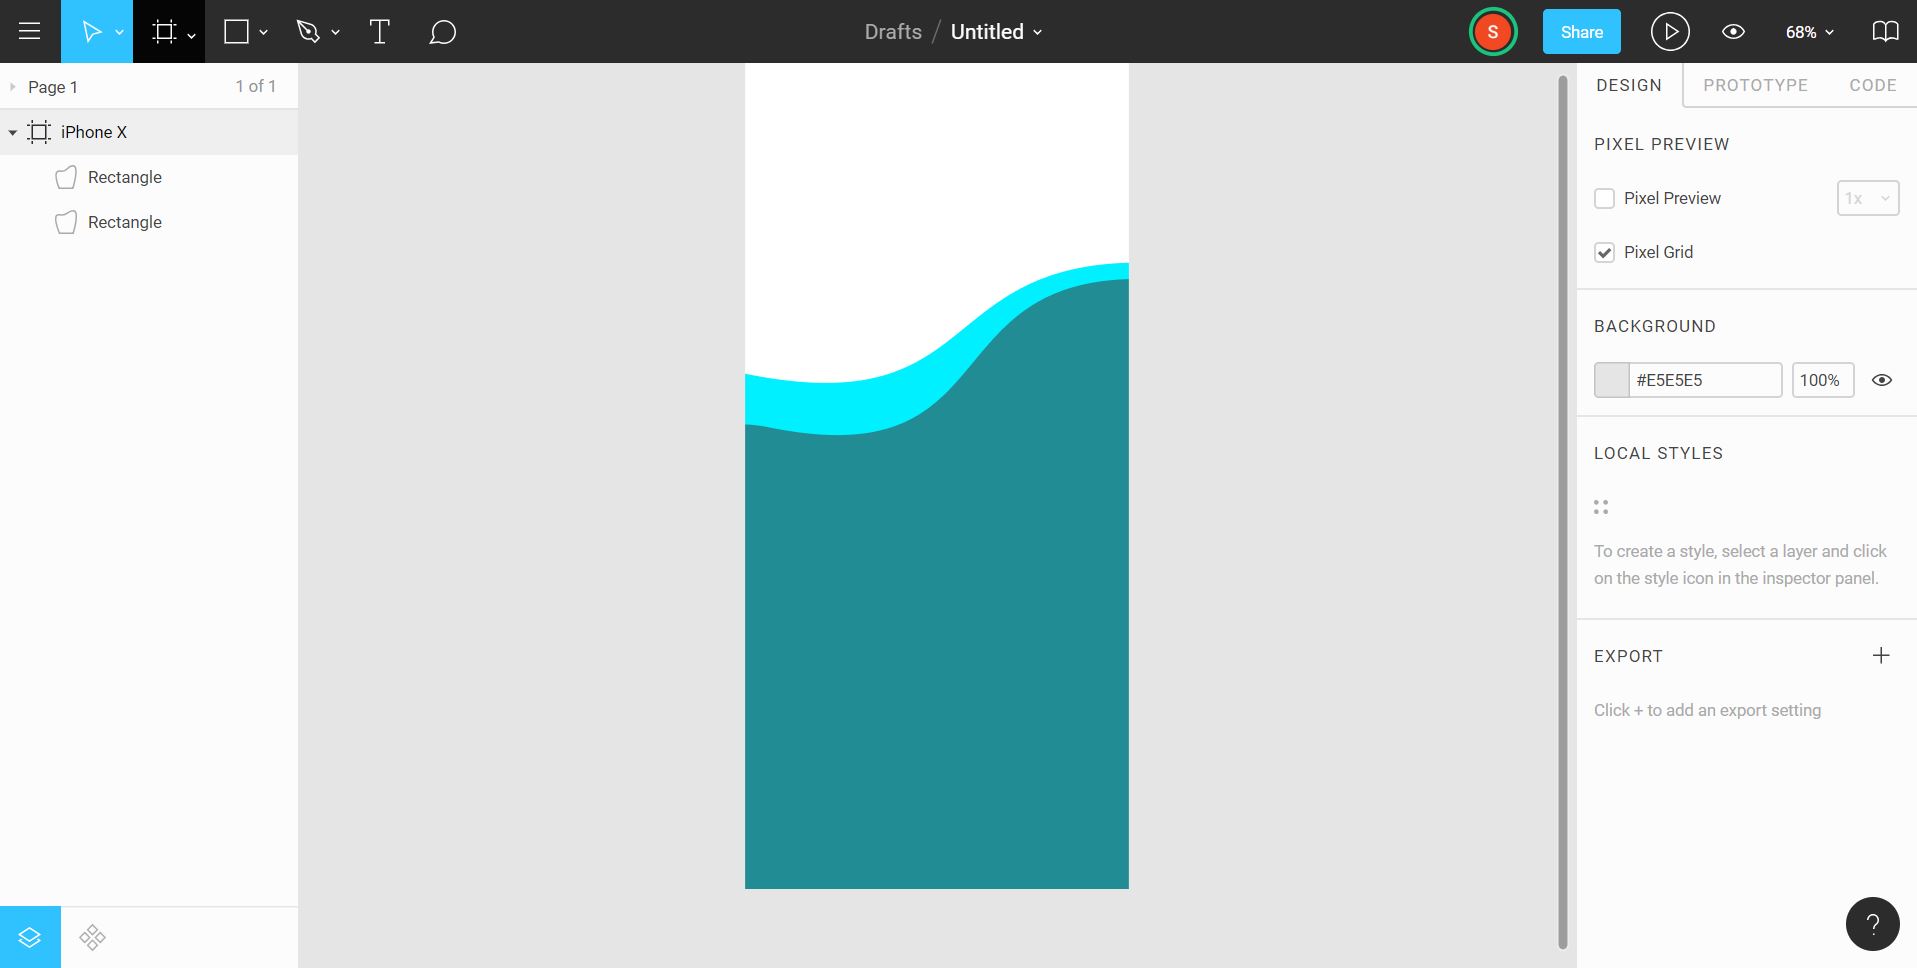 Drafts / Untitled
S
Share
68%
Page 1
1 of 1
iPhone X
Rectangle
Rectangle
DESIGN
PROTOTYPE
CODE
PIXEL PREVIEW
Pixel Preview
1x
Pixel Grid
BACKGROUND
#E5E5E5
100%
LOCAL STYLES
To create a style, select a layer and click
on the style icon in the inspector panel.
EXPORT
Click + to add an export setting
?